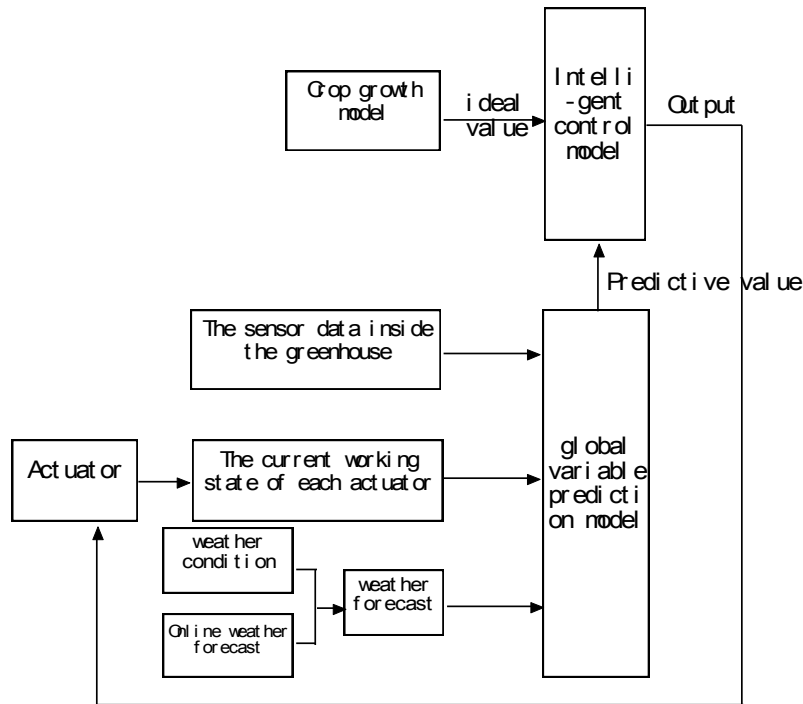 Crop growth
model
ideal
value
Intelli
-gent
control
model
Output
Predictive value
The sensor data inside
the greenhouse
Actuator
The current working
state of each actuator
global
variable
predicti
on model
weather
condition
weather
forecast
Online weather
forecast